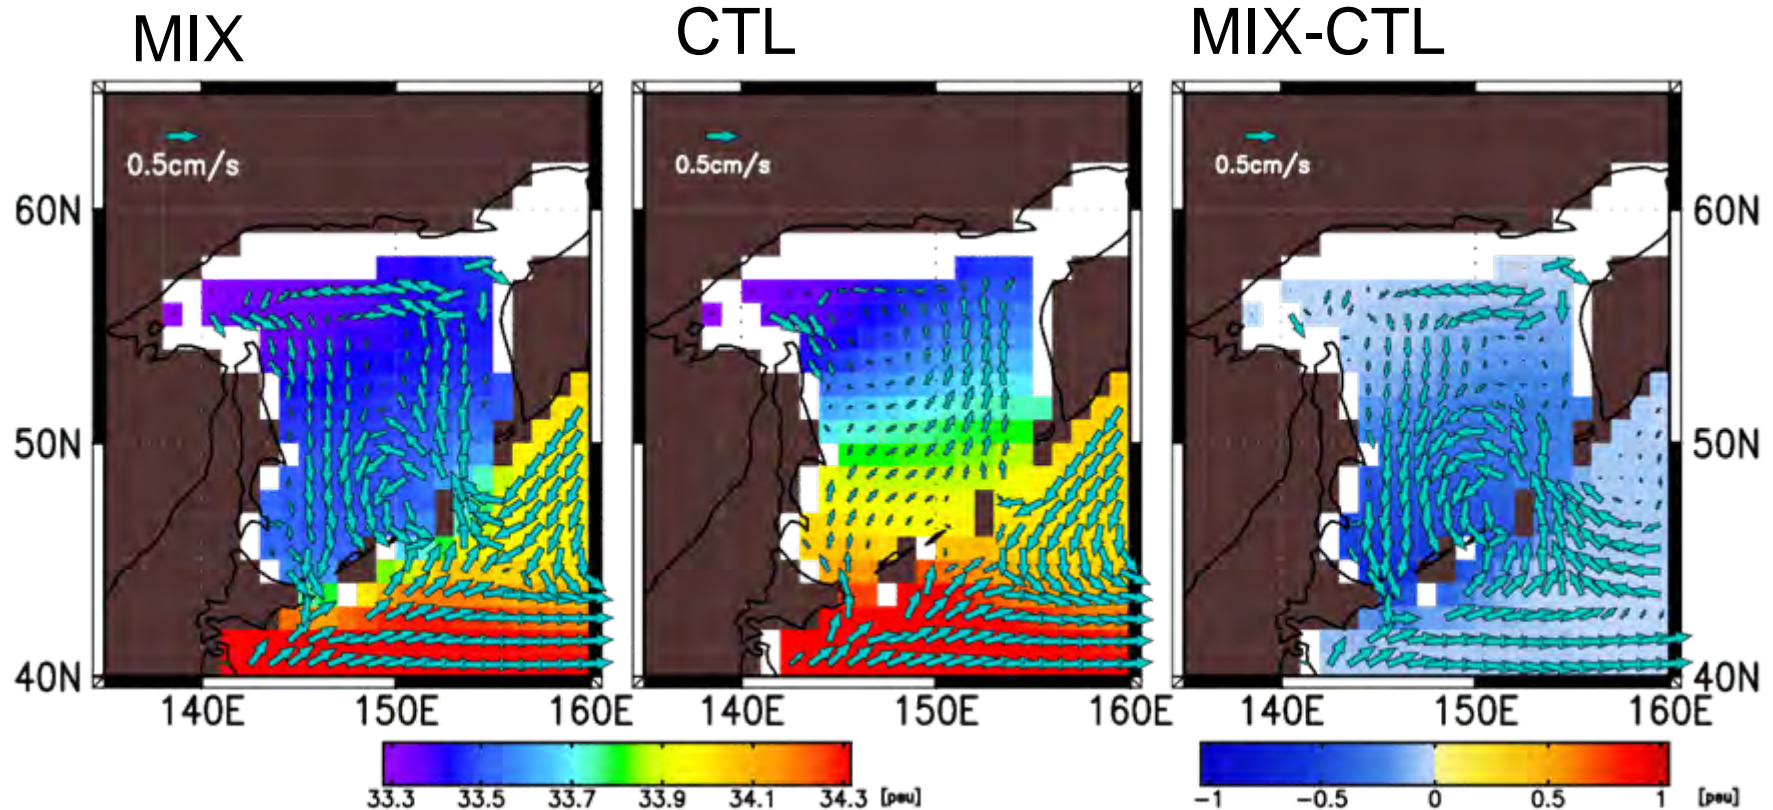 MIX CTL MIX-CTL
0.5cm/s 0.5cm/s 0.5cm/s
60N 60N
50N 50N
40N 40N
140E 150E 160E 140E 150E 160E 140E 150E 160E
33.3 33.5 33.7 33.9 34.1 34.3 [psu] -1 -0.5 0 0.5 1 [psu]